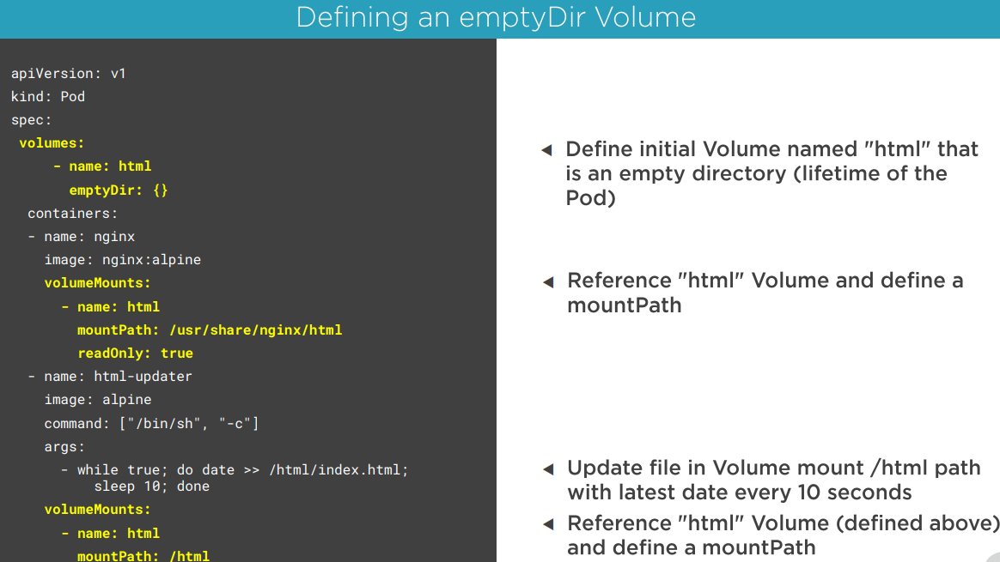 Defining an emptyDir Volume
apiVersion: v1
kind: Pod
spec:
 volumes:
     - name: html
       emptyDir: {}
  containers:
  - name: nginx
    image: nginx:alpine
    volumeMounts:
      - name: html
        mountPath: /usr/share/nginx/html
        readOnly: true
  - name: html-updater
    image: alpine
    command: ["/bin/sh", "-c"]
    args:
      - while true; do date >> /html/index.html;
          sleep 10; done
    volumeMounts:
      - name: html
        mountPath: /html
Define initial Volume named "html" that
is an empty directory (lifetime of the
Pod)
Reference "html" Volume and define a
mountPath
Update file in Volume mount /html path
with latest date every 10 seconds
Reference "html" Volume (defined above)
and define a mountPath